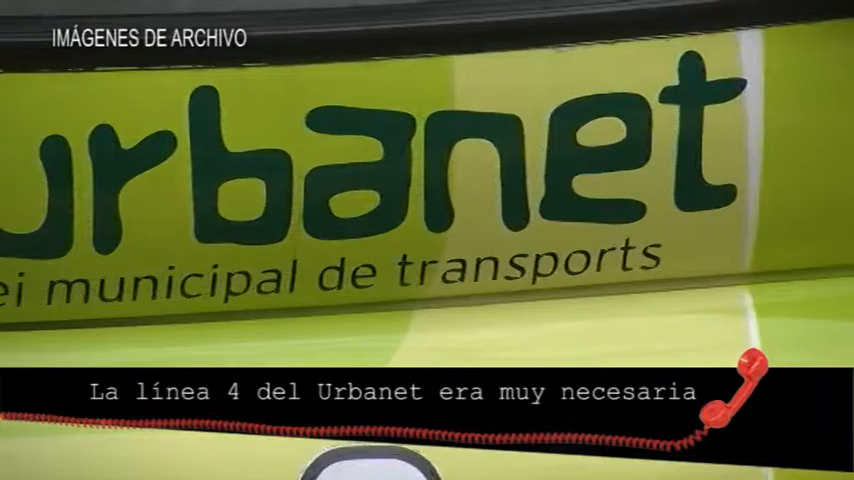 IMÁGENES DE ARCHIVO
urbanet
ei municipal de transports
La línea 4 del Urbanet era muy necesaria